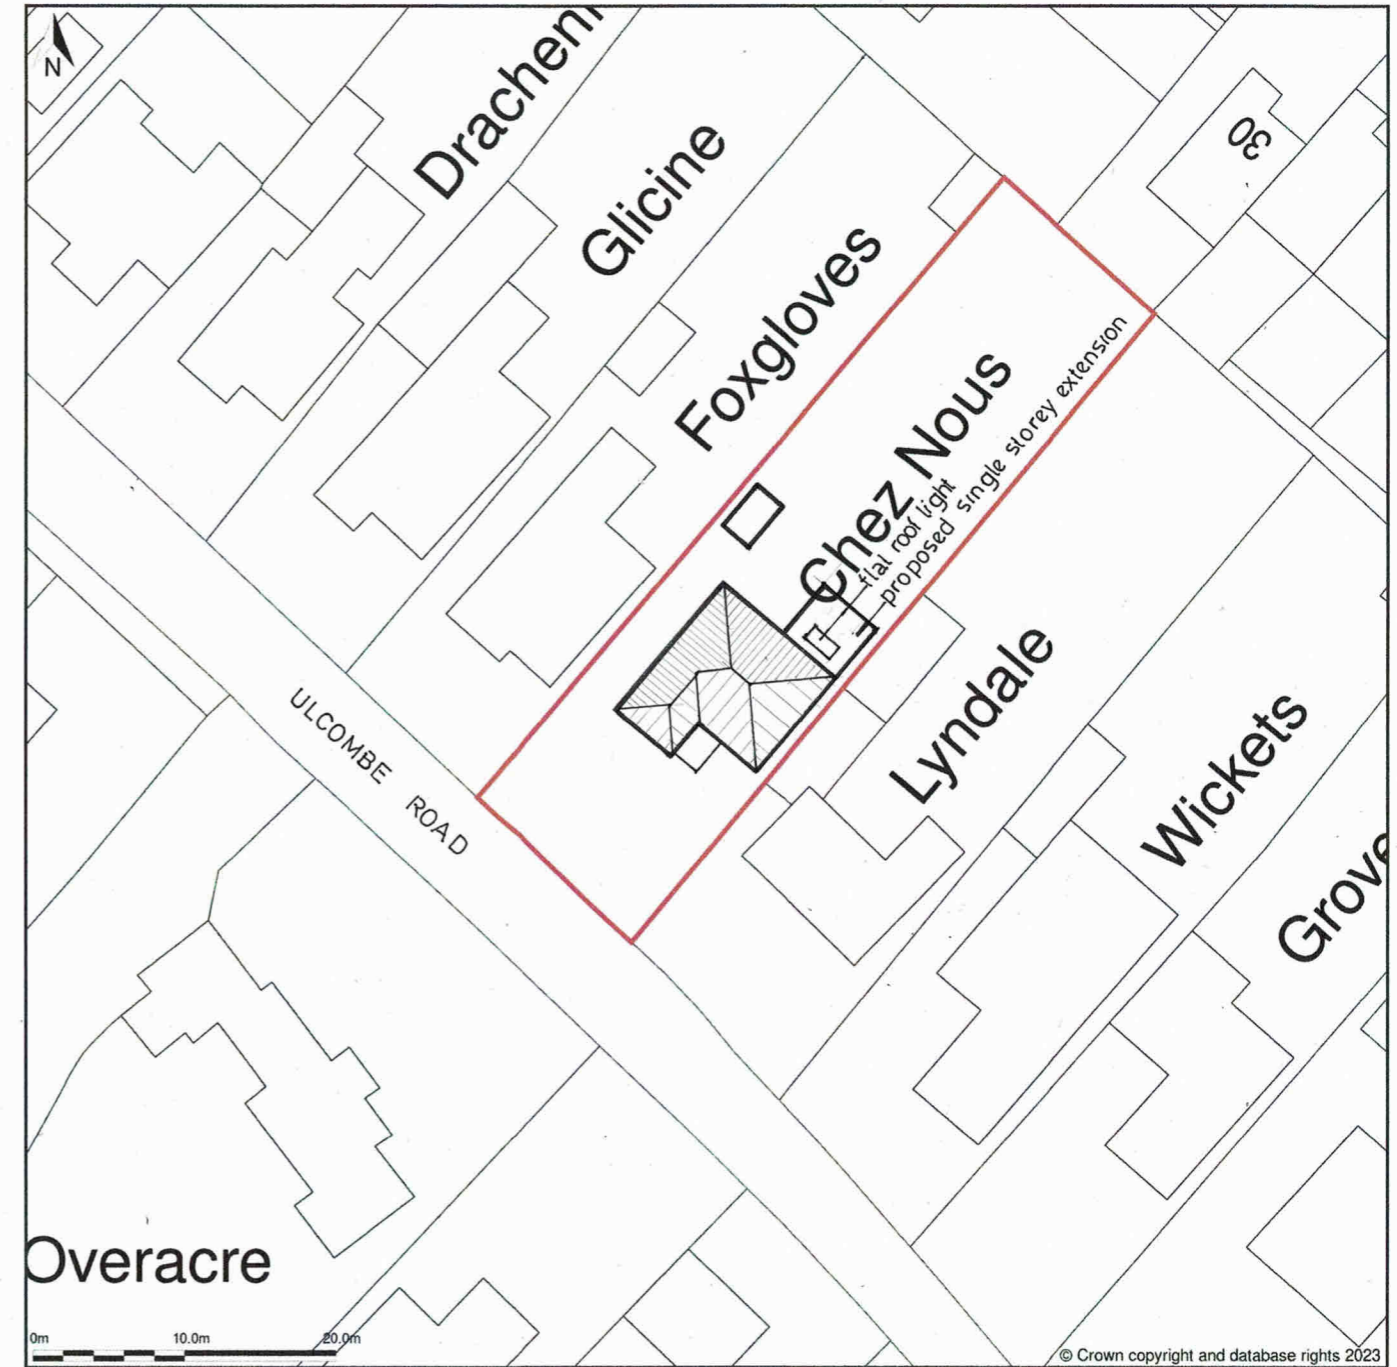 N
Drachen
Glicine
30
Foxgloves
Chez Nous
flat roof light
proposed single storey extension
ULCOMBE ROAD
Lyndale
Wickets
Grove
Overacre
0m 10.0m 20.0m
© Crown copyright and database rights 2023